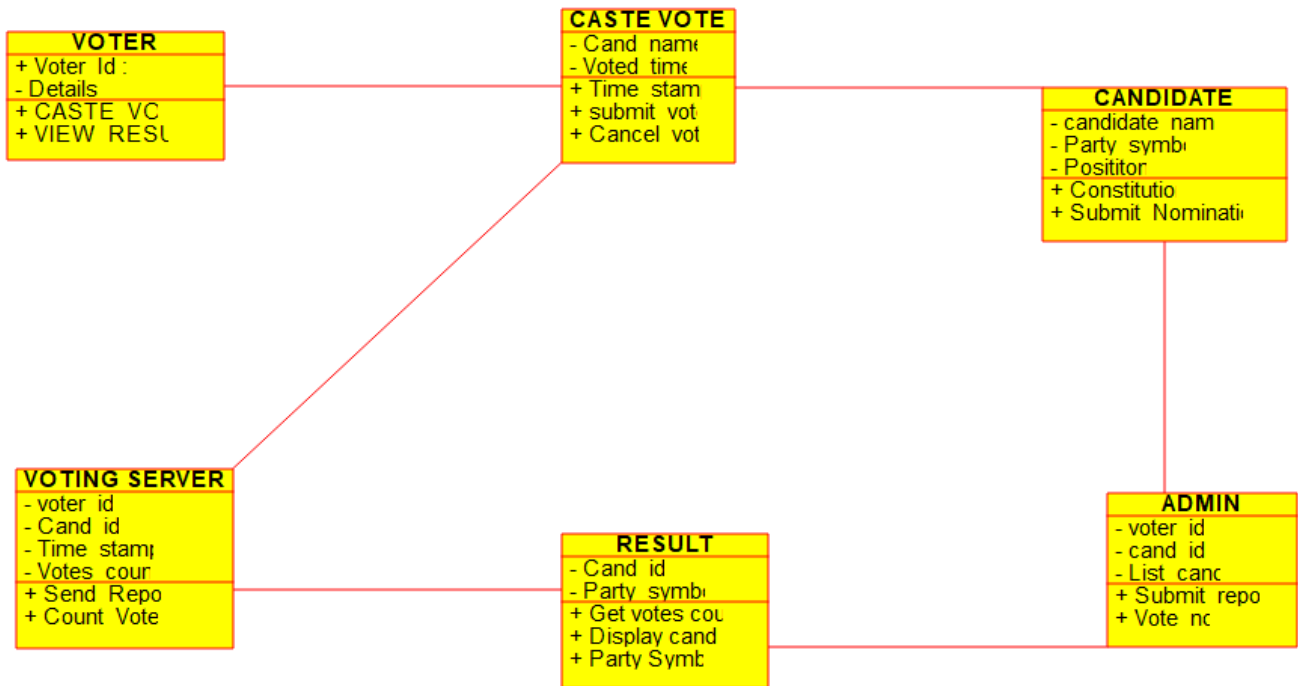 VOTER
+ Voter Id :
- Details
+ CASTE VC
+ VIEW RESU
CASTE VOTE
- Cand name
- Voted time
+ Time stam
+ submit vot
+ Cancel vot
CANDIDATE
- candidate nam
- Party symb
- Posititor
+ Constitutio
+ Submit Nominati
VOTING SERVER
- voter id
- Cand id
- Time stamp
- Votes cour
+ Send Repo
+ Count Vote
RESULT
- Cand id
- Party symb
+ Get votes cou
+ Display cand
+ Party Symb
ADMIN
- voter id
- cand id
- List canc
+ Submit repo
+ Vote nc